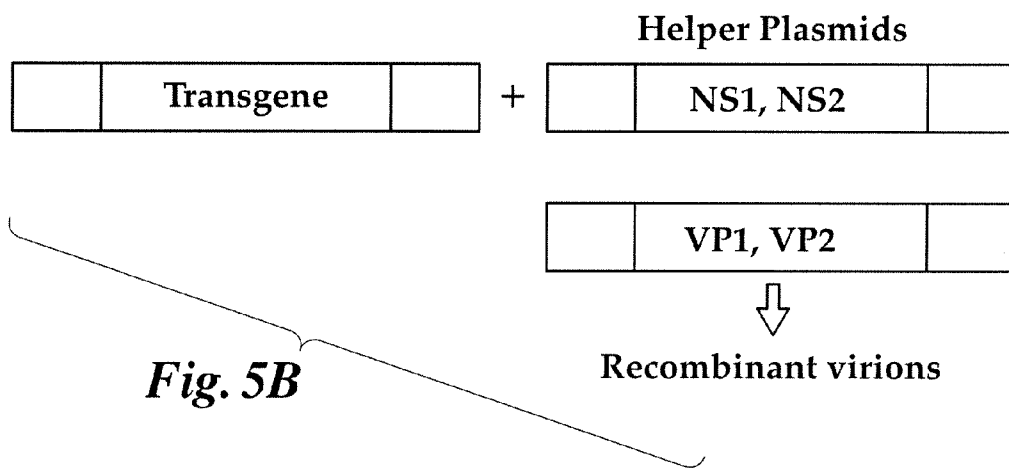 Helper Plasmids
Transgene + NS1, NS2
VP1, VP2
Recombinant virions
Fig. 5B